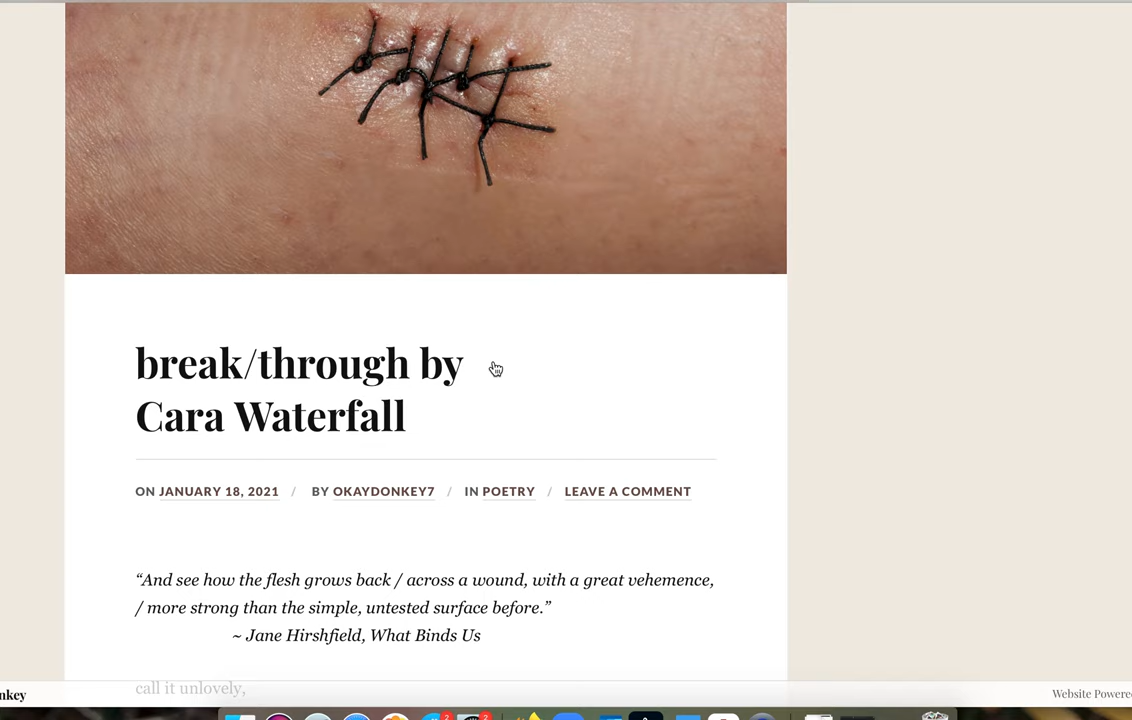 break/through by
Cara Waterfall
ON JANUARY 18, 2021 / BY OKAYDONKEY7 / IN POETRY / LEAVE A COMMENT
“And see how the flesh grows back / across a wound, with a great vehemence,
/ more strong than the simple, untested surface before.”
~ Jane Hirshfield, What Binds Us
call it unlovely,
nkey
Website Powere
2
2